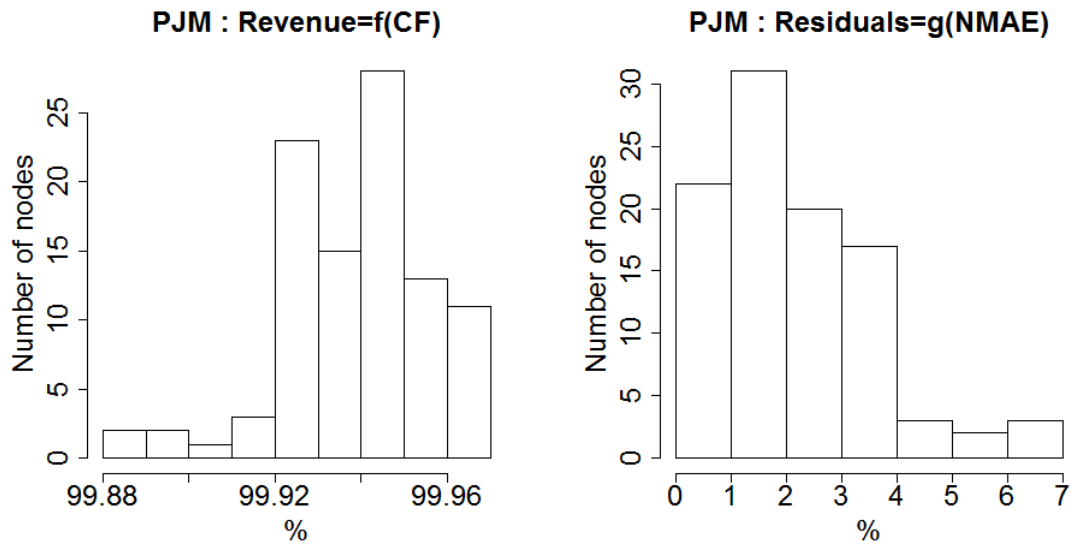 PJM : Revenue=f(CF)
Number of nodes
0 5 10 15 20 25
99.88 99.92 99.96
%
PJM : Residuals=g(NMAE)
Number of nodes
0 5 10 15 20 25 30
0 1 2 3 4 5 6 7
%